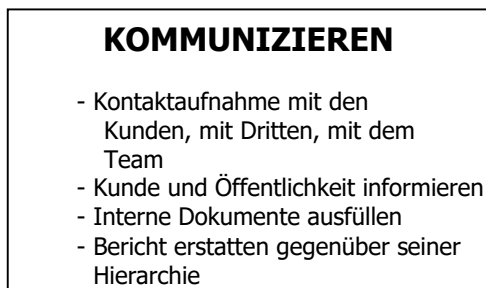 KOMMUNIZIEREN
- Kontaktaufnahme mit den
Kunden, mit Dritten, mit dem
Team
- Kunde und Öffentlichkeit informieren
- Interne Dokumente ausfüllen
- Bericht erstatten gegenüber seiner
Hierarchie